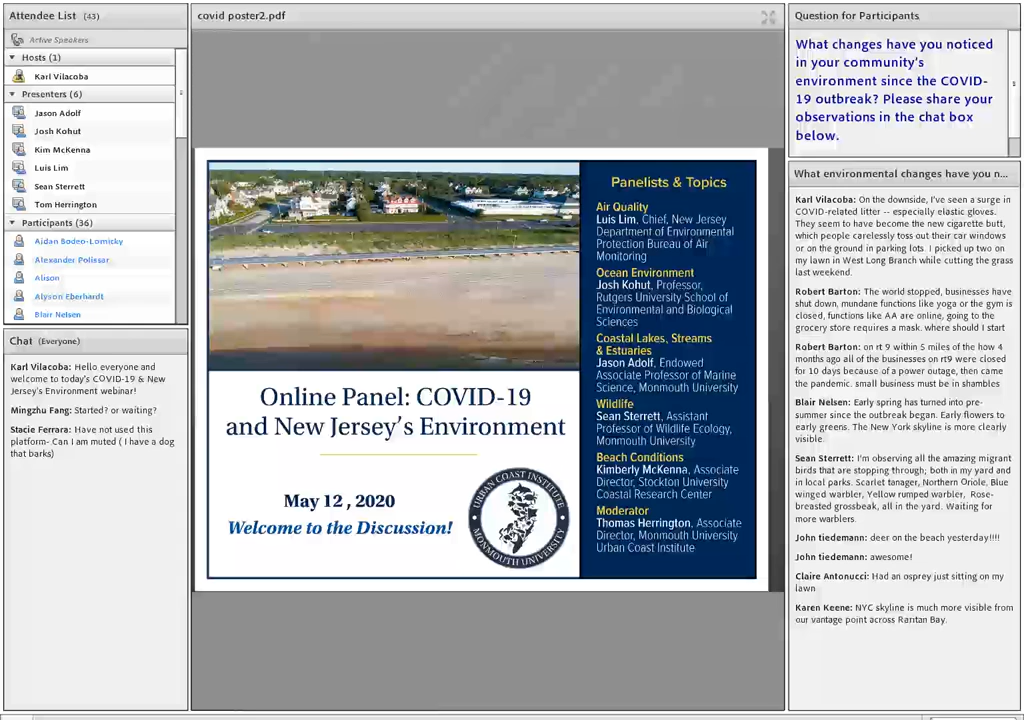 Attendee List (43)
Active Speakers
Hosts (1)
Karl Vilacoba
Presenters (6)
Jason Adolf
Josh Kohut
Kim McKenna
Luis Lim
Sean Sterrett
Tom Herrington
Participants (36)
Aidan Bodeo-Lomicky
Alexander Polissar
Alison
Alyson Eberhardt
Blair Nelsen
Chat (Everyone)
Karl Vilacoba: Hello everyone and
welcome to today's COVID-19 & New
Jersey's Environment webinar!
Mingzhu Fang: Started? or waiting?
Stacie Ferrara: Have not used this
platform- Can I am muted ( I have a dog
that barks)
covid poster2.pdf
Online Panel: COVID-19
and New Jersey's Environment
May 12 , 2020
Welcome to the Discussion!
URBAN COAST INSTITUTE
MONMOUTH UNIVERSITY
Panelists & Topics
Air Quality
Luis Lim, Chief, New Jersey
Department of Environmental
Protection Bureau of Air
Monitoring
Ocean Environment
Josh Kohut, Professor,
Rutgers University School of
Environmental and Biological
Sciences
Coastal Lakes, Streams
& Estuaries
Jason Adolf, Endowed
Associate Professor of Marine
Science, Monmouth University
Wildlife
Sean Sterrett, Assistant
Professor of Wildlife Ecology,
Monmouth University
Beach Conditions
Kimberly McKenna, Associate
Director, Stockton University
Coastal Research Center
Moderator
Thomas Herrington, Associate
Director, Monmouth University
Urban Coast Institute
Question for Participants
What changes have you noticed
in your community's
environment since the COVID-
19 outbreak? Please share your
observations in the chat box
below.
What environmental changes have you n...
Karl Vilacoba: On the downside, I've seen a surge in
COVID-related litter -- especially elastic gloves.
They seem to have become the new cigarette butt,
which people carelessly toss out their car windows
or on the ground in parking lots. I picked up two on
my lawn in West Long Branch while cutting the grass
last weekend.
Robert Barton: The world stopped, businesses have
shut down, mundane functions like yoga or the gym is
closed, functions like AA are online, going to the
grocery store requires a mask. where should I start
Robert Barton: on rt 9 within 5 miles of the how 4
months ago all of the businesses on rt9 were closed
for 10 days because of a power outage, then came
the pandemic. small business must be in shambles
Blair Nelsen: Early spring has turned into pre-
summer since the outbreak began. Early flowers to
early greens. The New York skyline is more clearly
visible.
Sean Sterrett: I'm observing all the amazing migrant
birds that are stopping through; both in my yard and
in local parks. Scarlet tanager, Northern Oriole, Blue
winged warbler, Yellow rumped warbler, Rose-
breasted grossbeak, all in the yard. Waiting for
more warblers.
John tiedemann: deer on the beach yesterday!!!!
John tiedemann: awesome!
Claire Antonucci: Had an osprey just sitting on my
lawn
Karen Keene: NYC skyline is much more visible from
our vantage point across Raritan Bay.